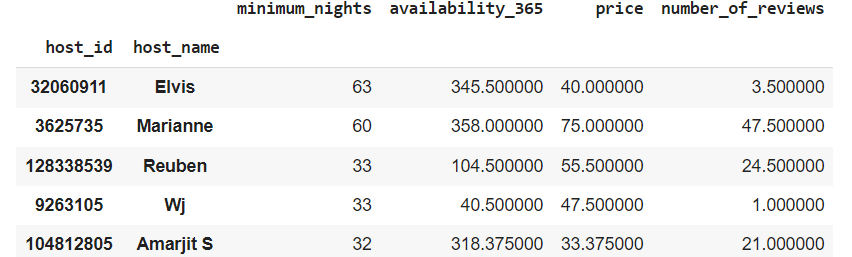 minimum_nights availability_365 price number_of_reviews
host_id host_name
32060911 Elvis 63 345.500000 40.000000 3.500000
3625735 Marianne 60 358.000000 75.000000 47.500000
128338539 Reuben 33 104.500000 55.500000 24.500000
9263105 Wj 33 40.500000 47.500000 1.000000
104812805 Amarjit S 32 318.375000 33.375000 21.000000